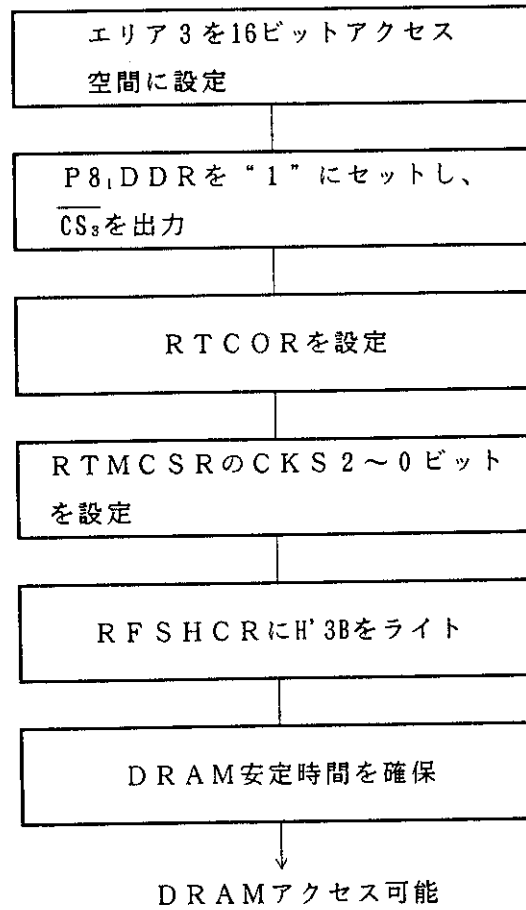 エリア3を16ビットアクセス
空間に設定
P8₁DDRを“1”にセットし、
C̅S̅₃̅を出力
RTCORを設定
RTMCSRのCKS2～0ビット
を設定
RFSHCRにH'3Bをライト
DRAM安定時間を確保
DRAMアクセス可能